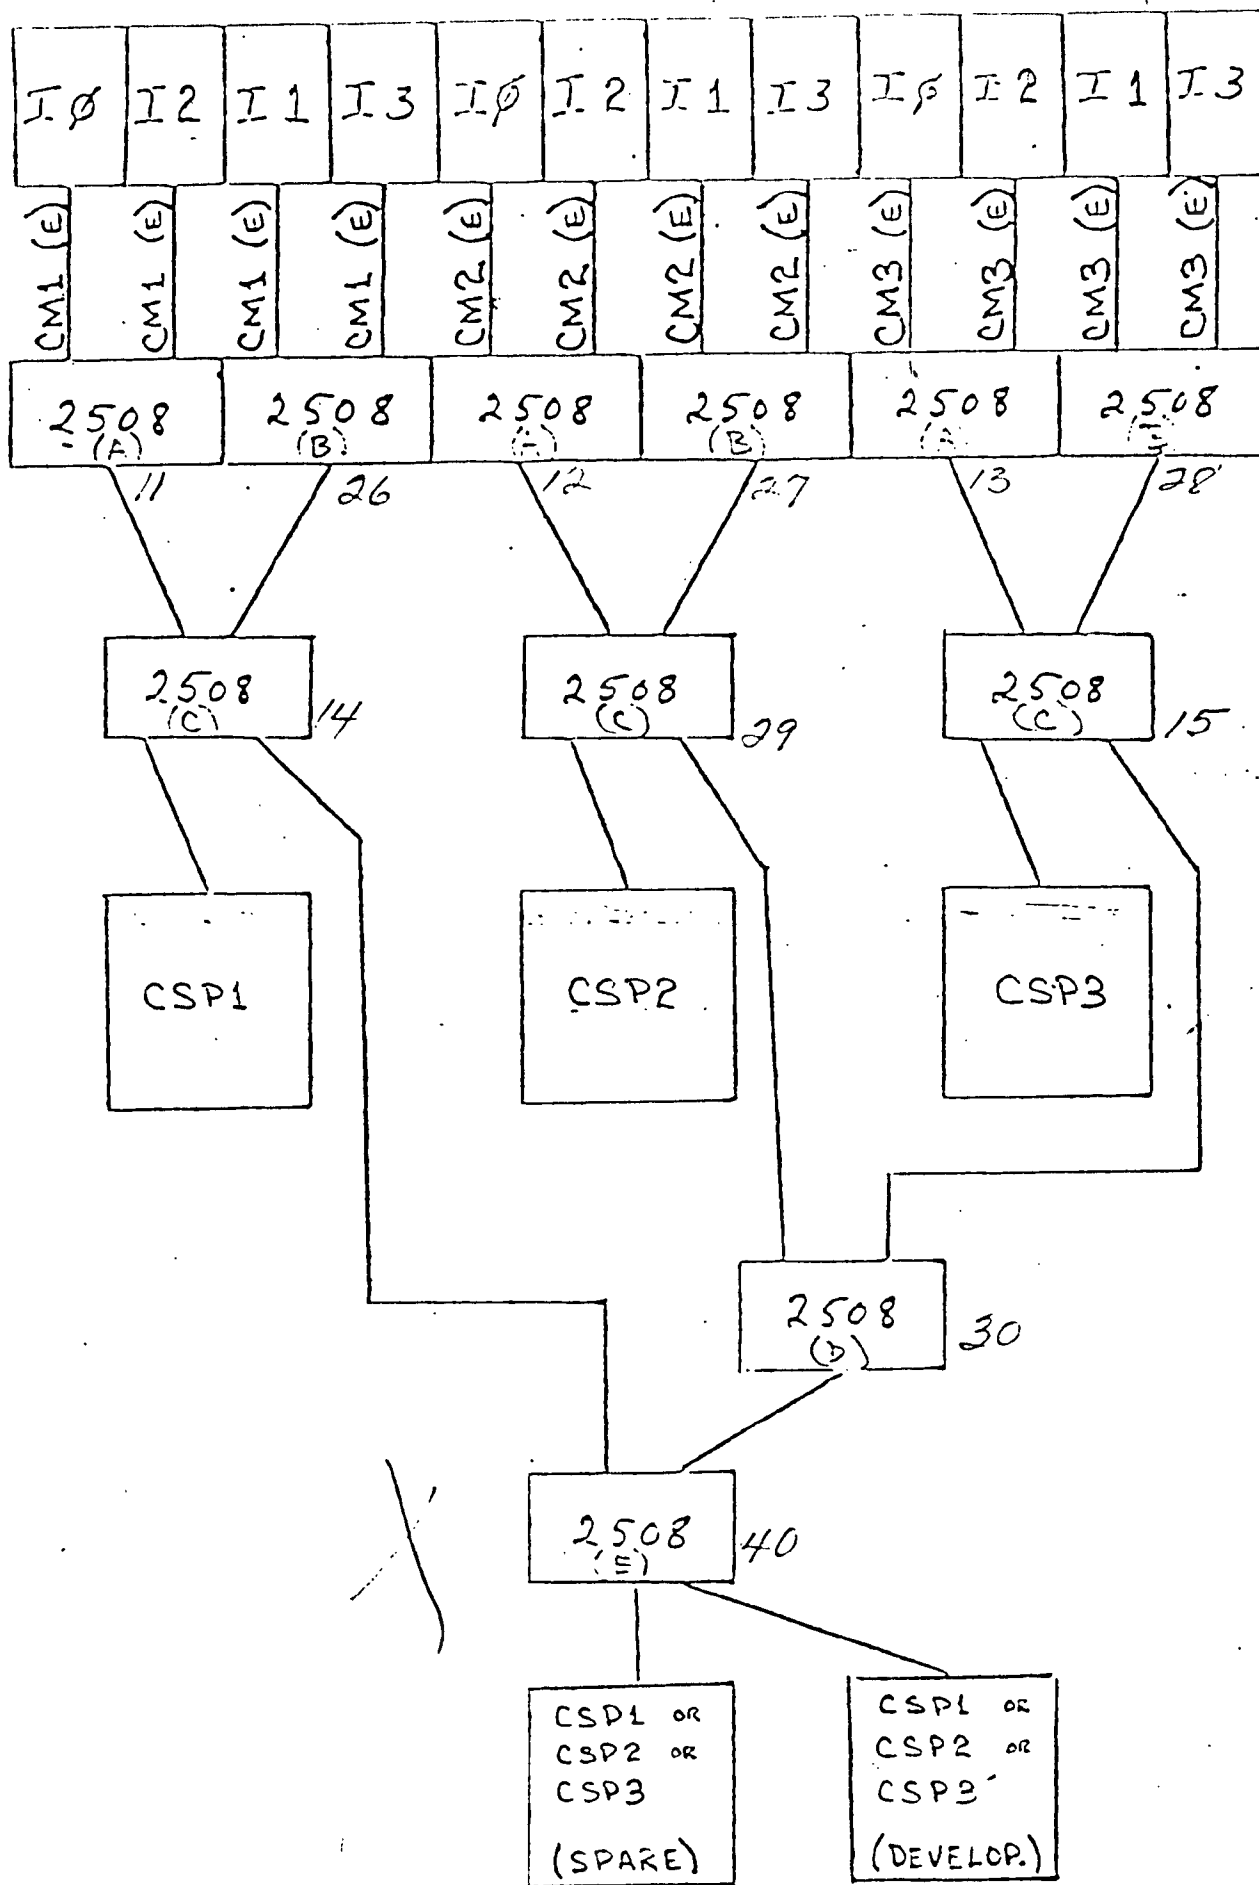 IØ I2 I1 I3 IØ I2 I1 I3 IØ I2 I1 I3
CM1 (E) CM1 (E) CM1 (E) CM1 (E) CM2 (E) CM2 (E) CM2 (E) CM2 (E) CM3 (E) CM3 (E) CM3 (E) CM3 (E)
2508 2508 2508 2508 2508 2508
(A) (B) (A) (B) (A)
11 26 12 27 13 28
2508 2508 2508
(C) 14 (C) 29 (C) 15
CSP1 CSP2 CSP3
2508
(D) 30
2508 40
(E)
CSP1 OR
CSP2 OR
CSP3
(SPARE)
CSP1 OR
CSP2 OR
CSP3
(DEVELOP.)